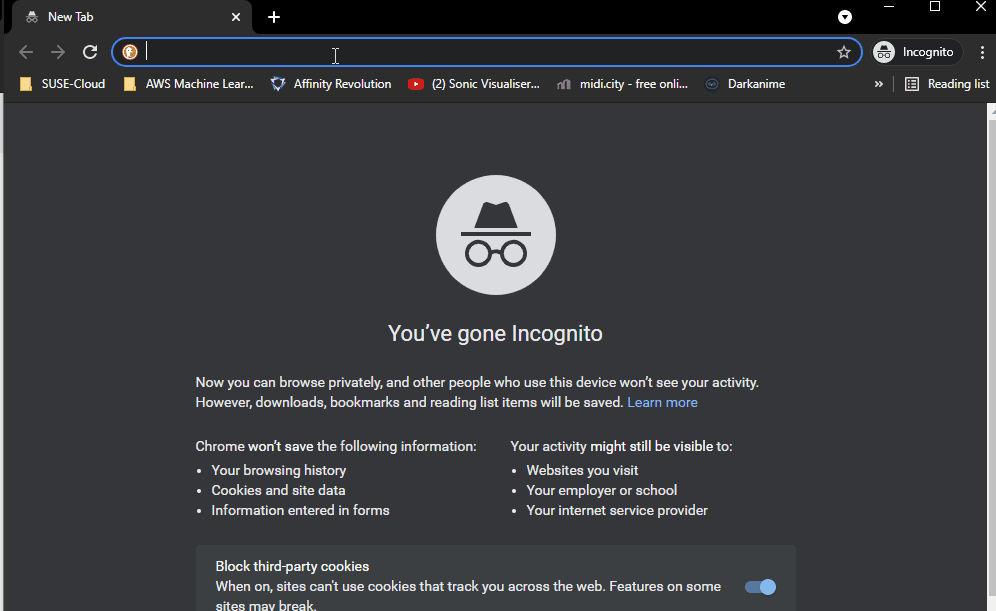 New Tab
Incognito
SUSE-Cloud
AWS Machine Lear...
Affinity Revolution
(2) Sonic Visualiser...
midi.city - free onli...
Darkanime
»
Reading list
You've gone Incognito
Now you can browse privately, and other people who use this device won't see your activity.
However, downloads, bookmarks and reading list items will be saved. Learn more
Chrome won't save the following information:
• Your browsing history
• Cookies and site data
• Information entered in forms
Your activity might still be visible to:
• Websites you visit
• Your employer or school
• Your internet service provider
Block third-party cookies
When on, sites can't use cookies that track you across the web. Features on some
sites may break.